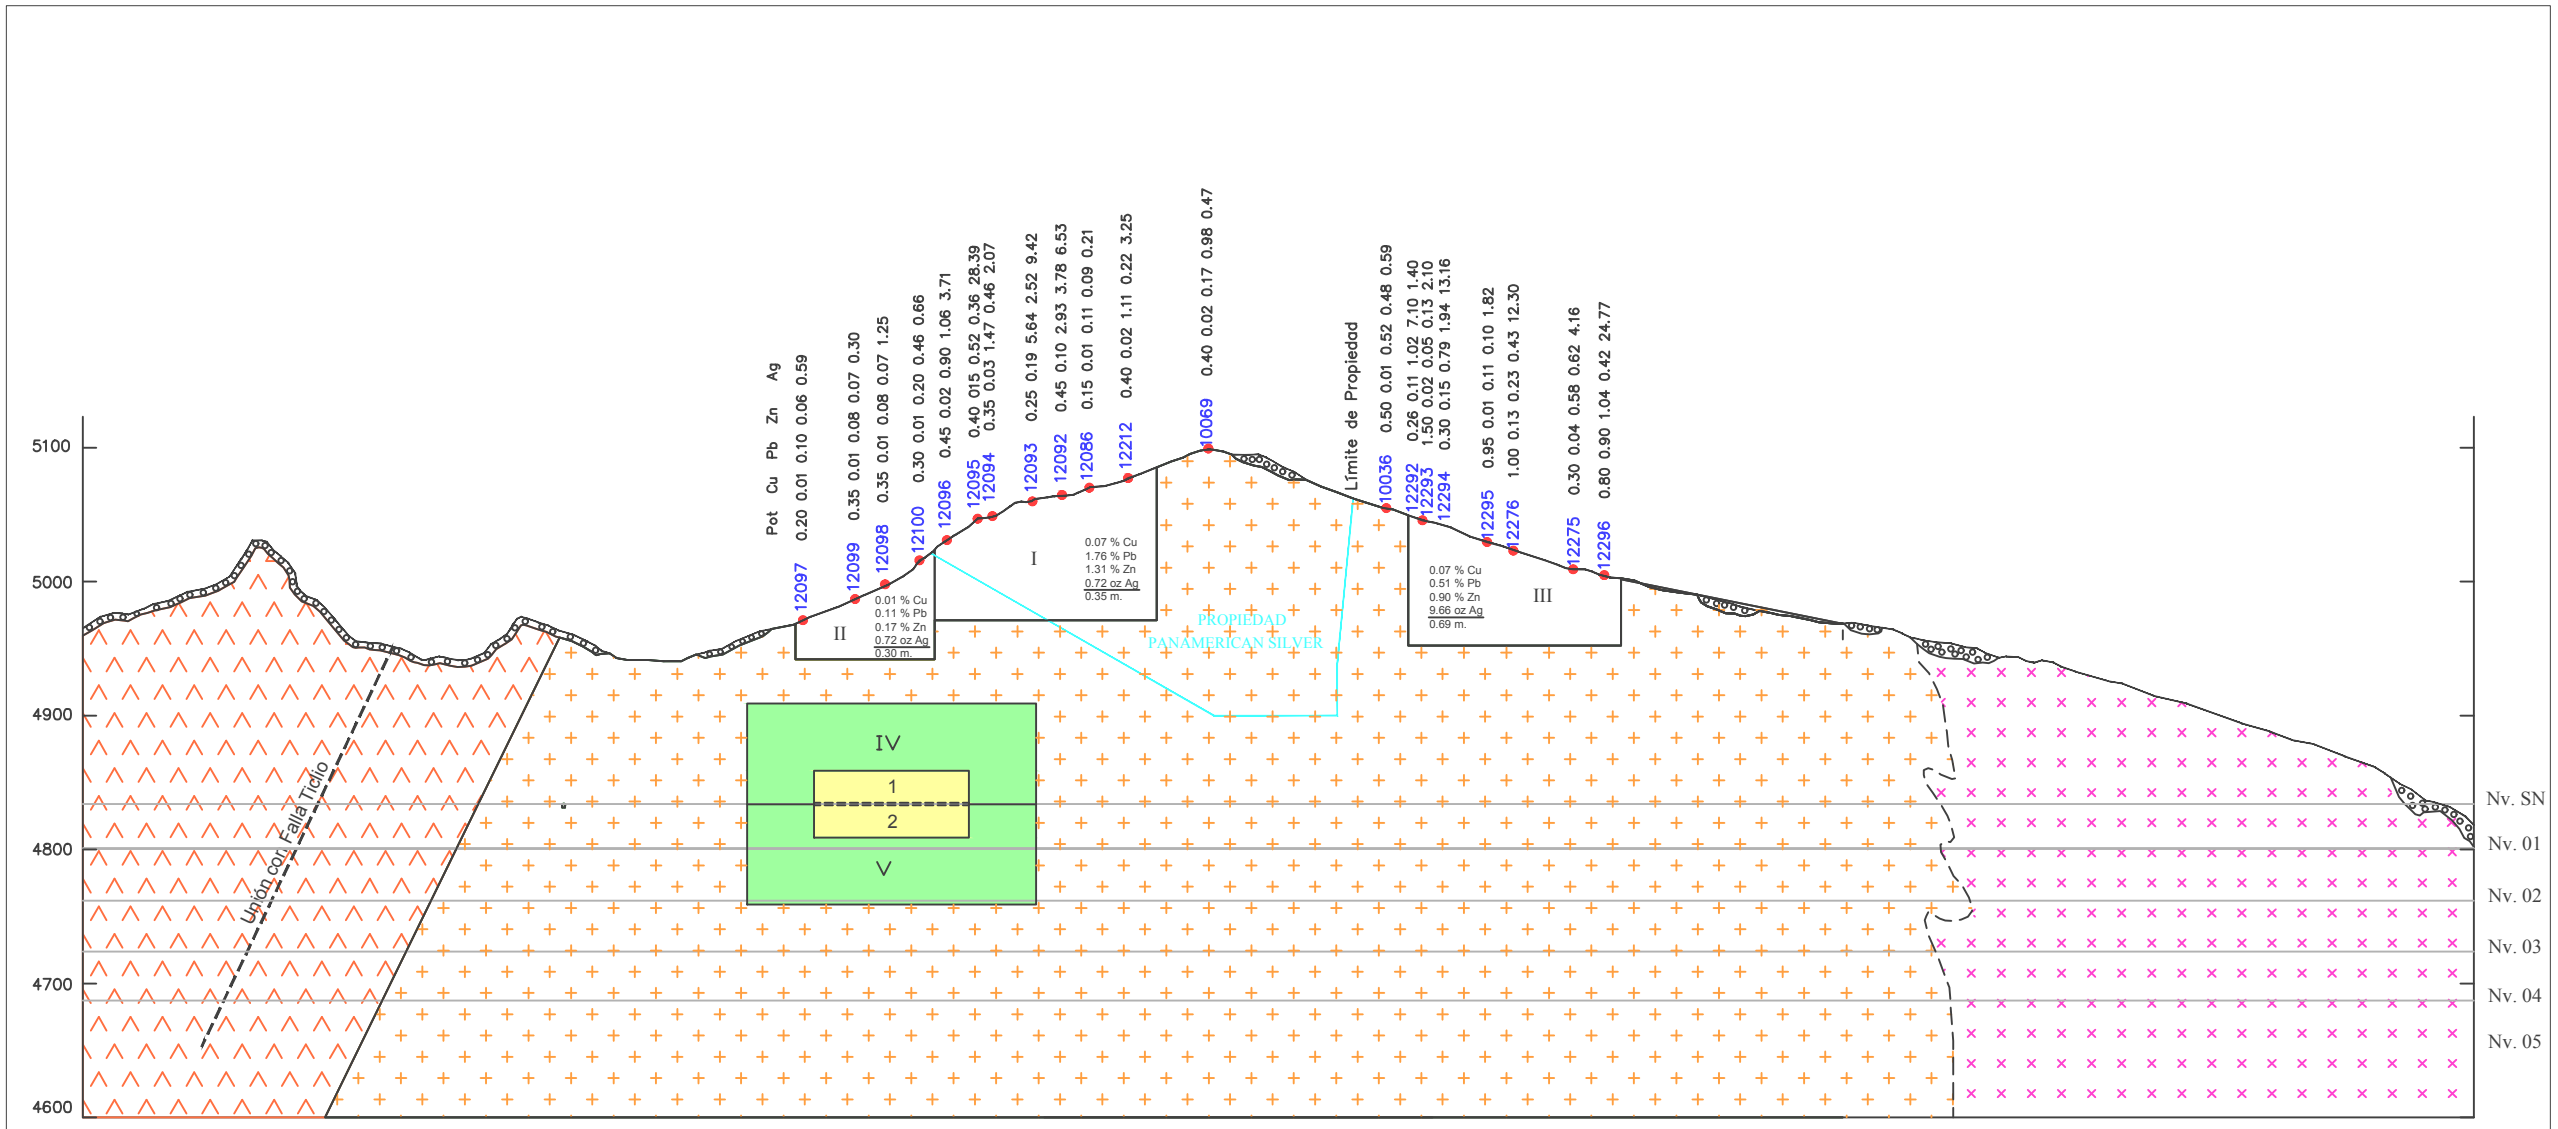 Pot Cu Pb Zn Ag
12097 0.20 0.01 0.10 0.06 0.59
12099 0.35 0.01 0.08 0.07 0.30
12098 0.35 0.01 0.08 0.07 1.25
12100 0.30 0.01 0.20 0.46 0.66
12096 0.45 0.02 0.90 1.06 3.71
12095 0.40 015 0.52 0.36 28.39
12094 0.35 0.03 1.47 0.46 2.07
12093 0.25 0.19 5.64 2.52 9.42
12092 0.45 0.10 2.93 3.78 6.53
12086 0.15 0.01 0.11 0.09 0.21
12212 0.40 0.02 1.11 0.22 3.25
10069 0.40 0.02 0.17 0.98 0.47
Límite de Propiedad
10036 0.50 0.01 0.52 0.48 0.59
12292 0.26 0.11 1.02 7.10 1.40
12293 1.50 0.02 0.05 0.13 2.10
12294 0.30 0.15 0.79 1.94 13.16
12295 0.95 0.01 0.11 0.10 1.82
12276 1.00 0.13 0.23 0.43 12.30
12275 0.30 0.04 0.58 0.62 4.16
12296 0.80 0.90 1.04 0.42 24.77
5100
5000
4900
4800
4700
4600
II
0.01 % Cu
0.11 % Pb
0.17 % Zn
0.72 oz Ag
0.30 m.
I
0.07 % Cu
1.76 % Pb
1.31 % Zn
0.72 oz Ag
0.35 m.
PROPIEDAD
PANAMERICAN SILVER
0.07 % Cu
0.51 % Pb
0.90 % Zn
9.66 oz Ag
0.69 m.
III
IV
1
2
V
Unión con Falla Ticlio
Nv. SN
Nv. 01
Nv. 02
Nv. 03
Nv. 04
Nv. 05